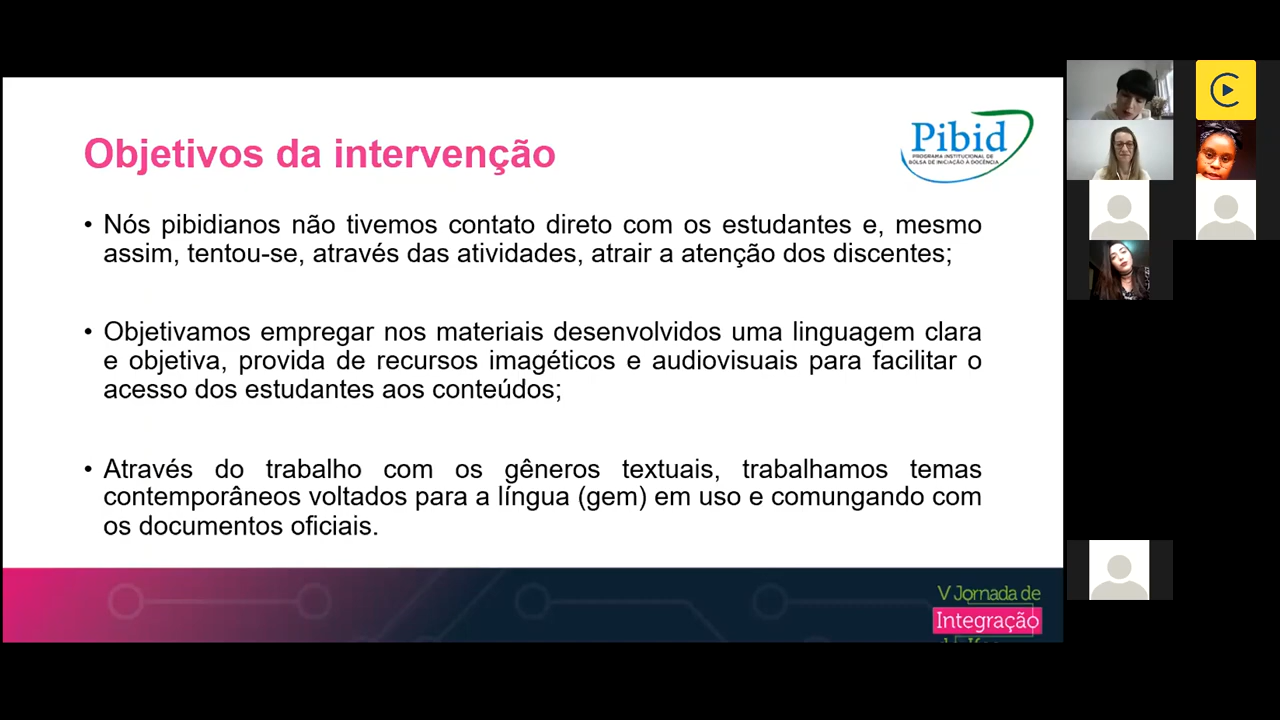 Objetivos da intervenção
Pibid
PROGRAMA INSTITUCIONAL DE
BOLSA DE INICIAÇÃO À DOCÊNCIA
• Nós pibidianos não tivemos contato direto com os estudantes e, mesmo
assim, tentou-se, através das atividades, atrair a atenção dos discentes;
• Objetivamos empregar nos materiais desenvolvidos uma linguagem clara
e objetiva, provida de recursos imagéticos e audiovisuais para facilitar o
acesso dos estudantes aos conteúdos;
• Através do trabalho com os gêneros textuais, trabalhamos temas
contemporâneos voltados para a língua (gem) em uso e comungando com
os documentos oficiais.
V Jornada de
Integração